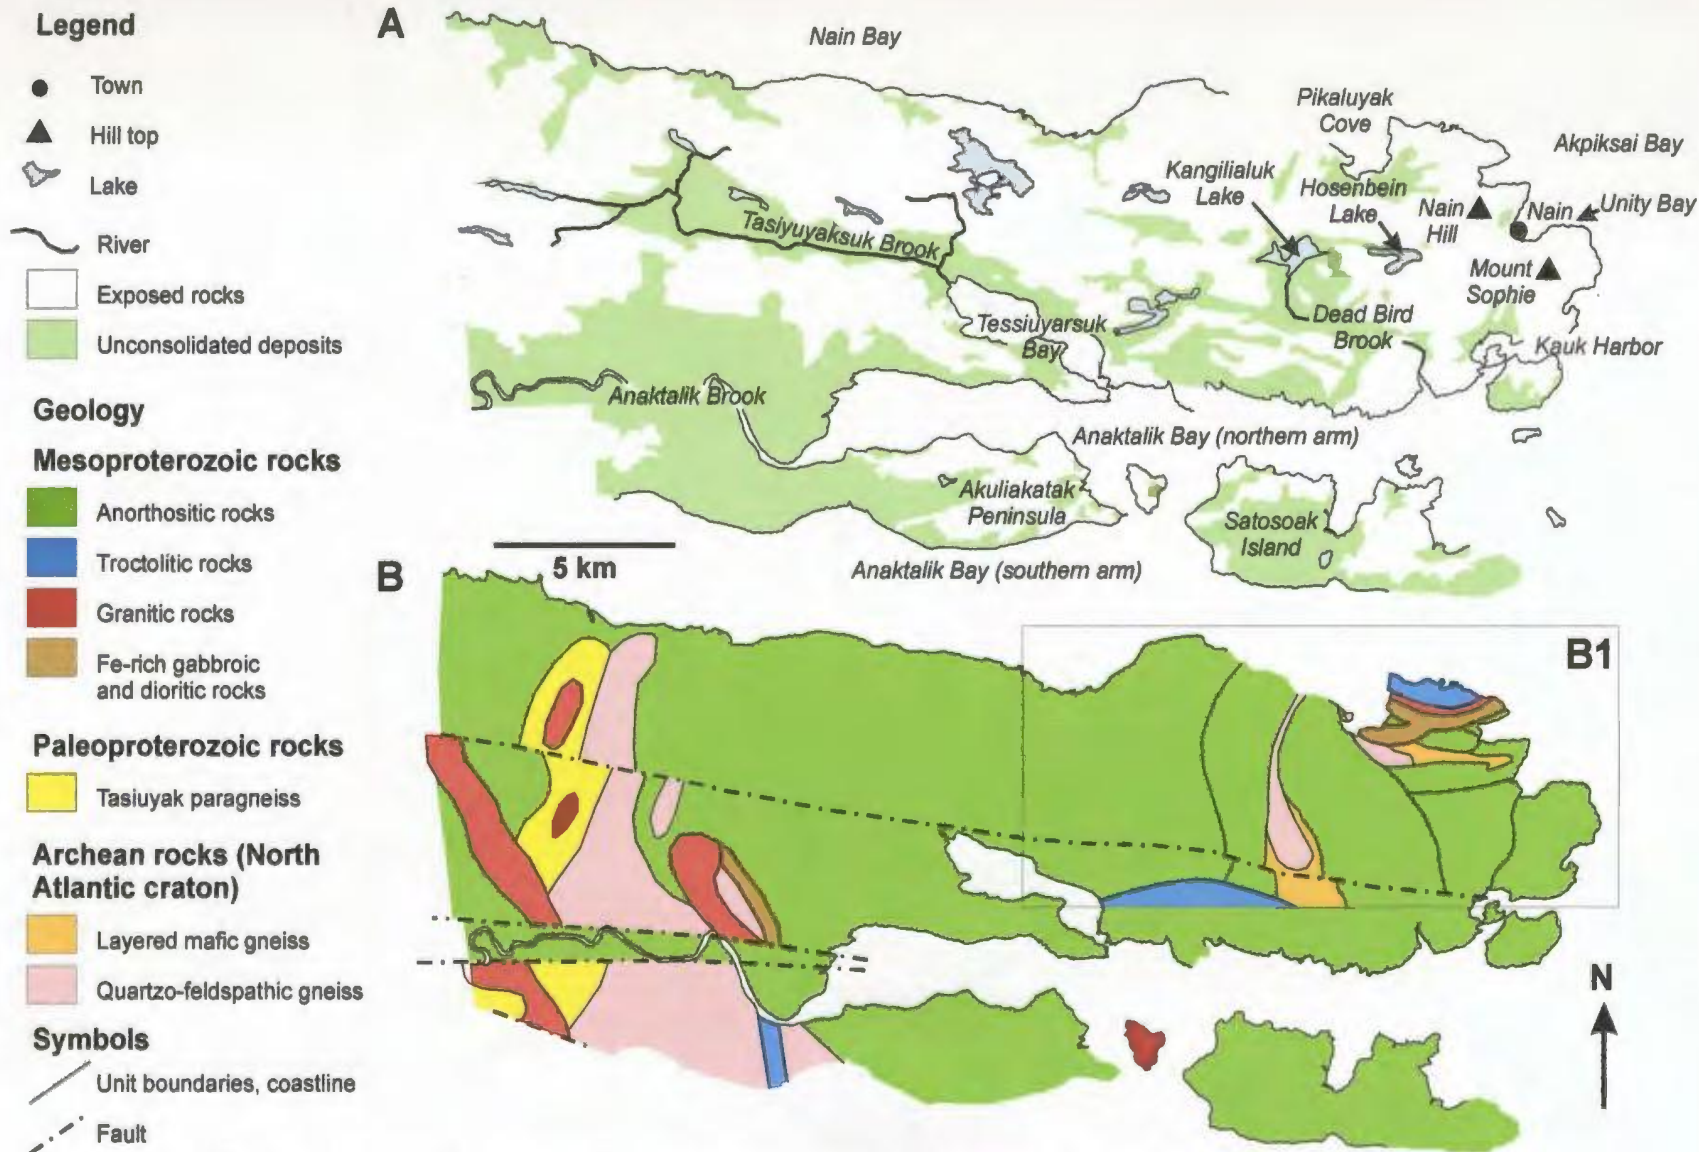 Legend
Town
Hill top
Lake
River
Exposed rocks
Unconsolidated deposits
Geology
Mesoproterozoic rocks
Anorthositic rocks
Troctolitic rocks
Granitic rocks
Fe-rich gabbroic
and dioritic rocks
Paleoproterozoic rocks
Tasiuyak paragneiss
Archean rocks (North
Atlantic craton)
Layered mafic gneiss
Quartzo-feldspathic gneiss
Symbols
Unit boundaries, coastline
Fault
A
Nain Bay
Pikaluyak
Cove
Akpiksai Bay
Kangilialuk
Lake
Hosenbein
Lake
Nain
Hill
Nain
Unity Bay
Tasiyuyaksuk Brook
Mount
Sophie
Tessiuyarsuk
Bay
Dead Bird
Brook
Kauk Harbor
Anaktalik Brook
Anaktalik Bay (northern arm)
Akuliakatak
Peninsula
Satosoak
Island
5 km
Anaktalik Bay (southern arm)
B
B1
N